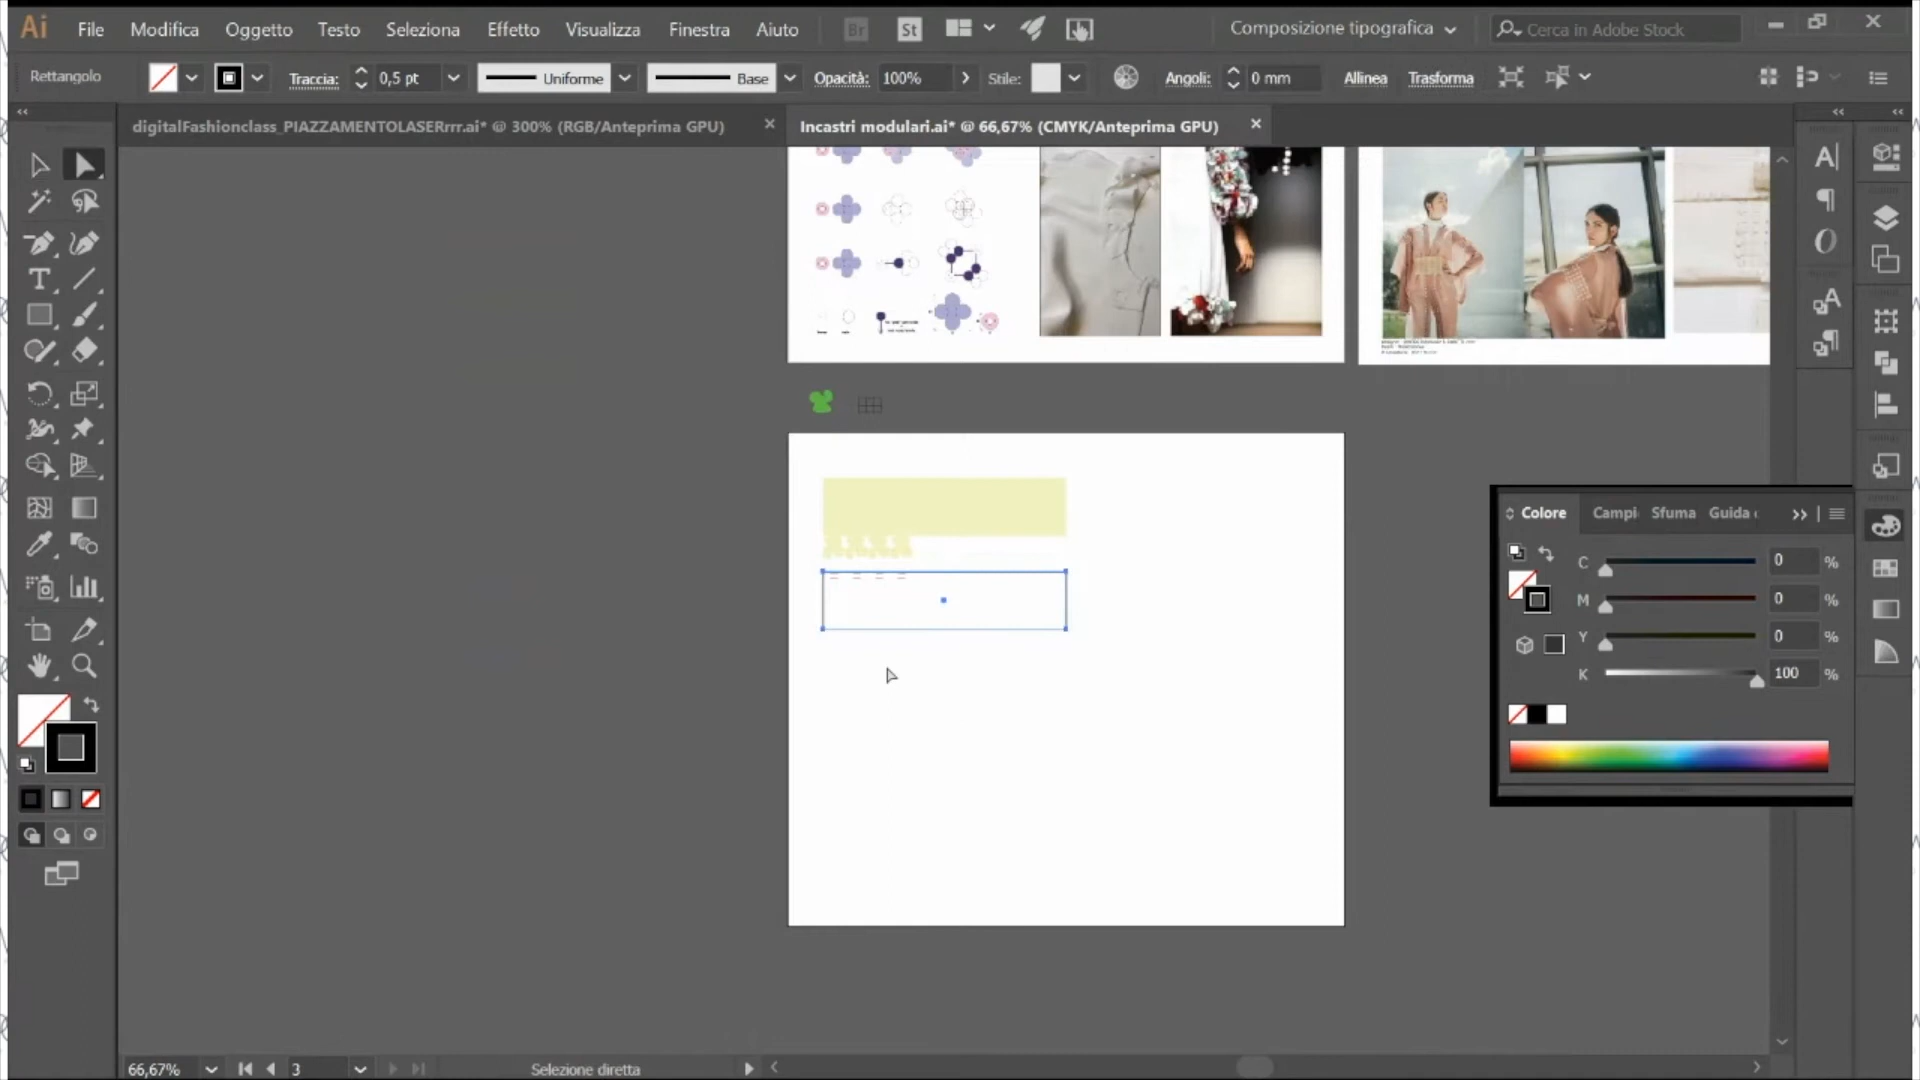 Ai File Modifica Oggetto Testo Seleziona Effetto Visualizza Finestra Aiuto Br St Composizione tipografica Cerca in Adobe Stock
Rettangolo Traccia: 0,5 pt Uniforme Base Opacità: 100% Stile: Angoli: 0 mm Allinea Trasforma
digitalFashionclass_PIAZZAMENTOLASERrrr.ai* @ 300% (RGB/Anteprima GPU) Incastri modulari.ai* @ 66,67% (CMYK/Anteprima GPU)
Colore Campi Sfuma Guida
C 0 %
M 0 %
Y 0 %
K 100 %
66,67% 3 Selezione diretta